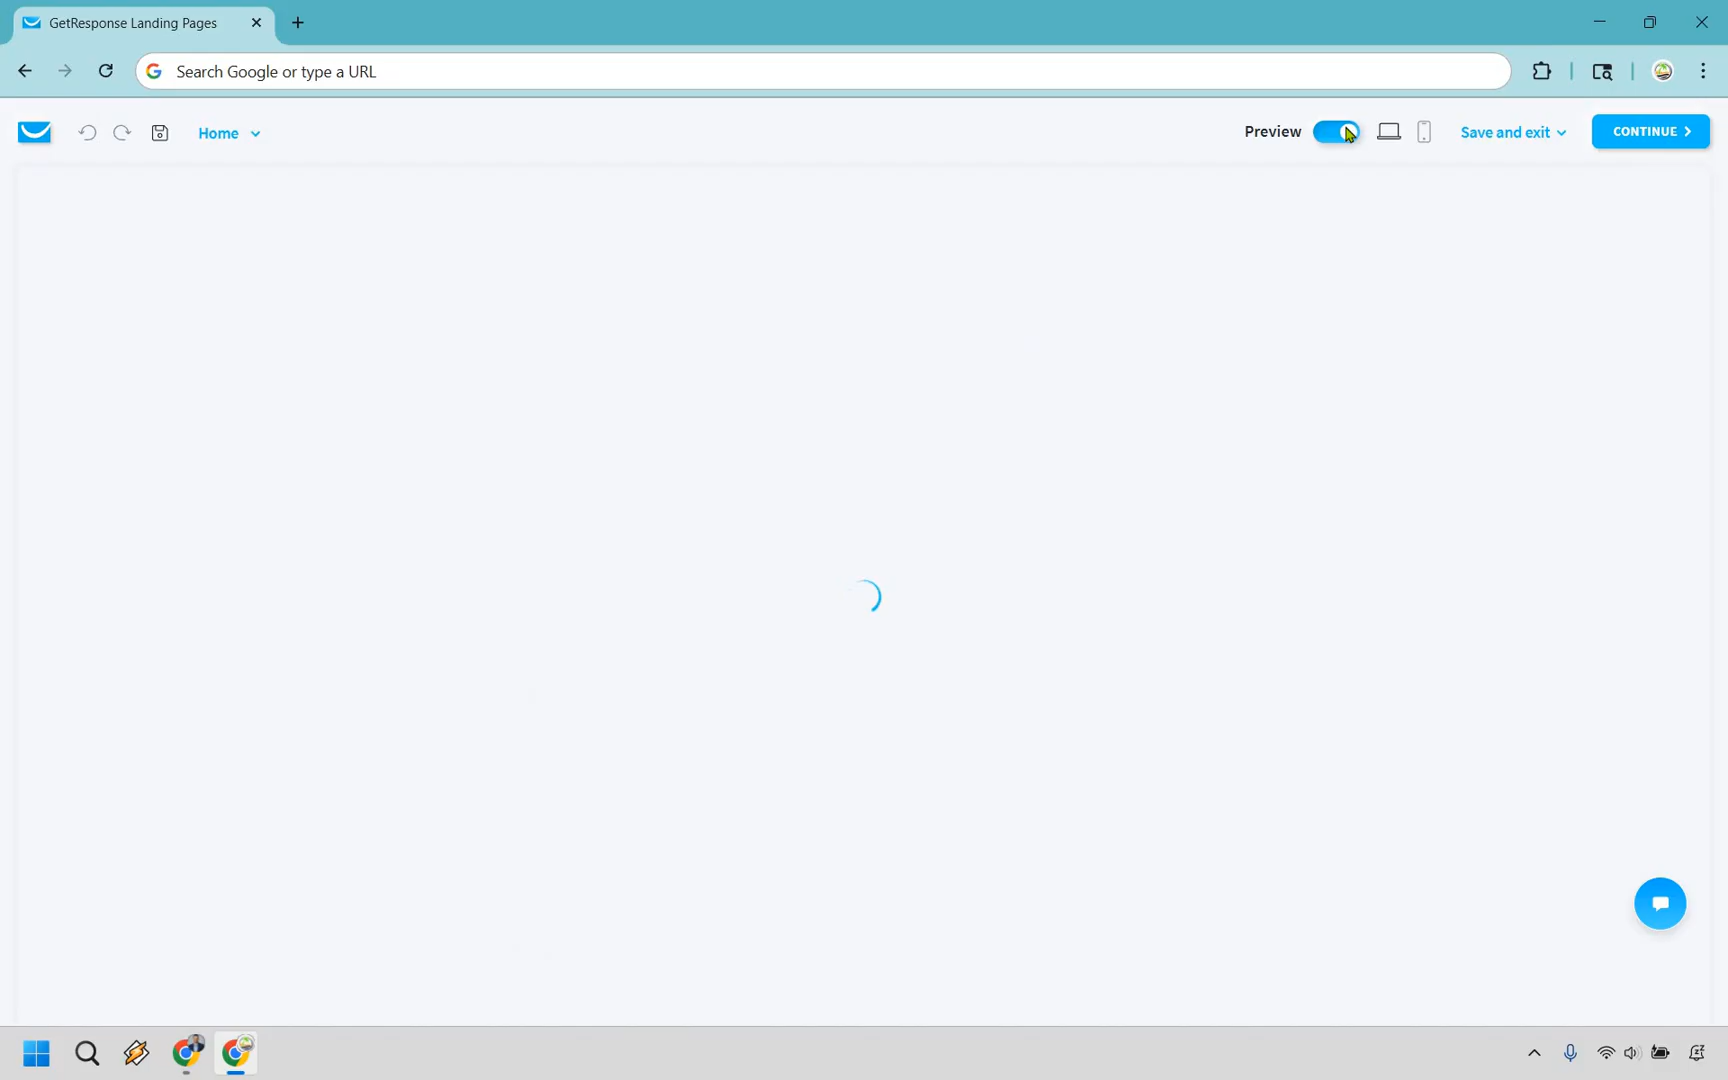 GetResponse Landing Pages
Search Google or type a URL
Home
Preview
Save and exit
CONTINUE